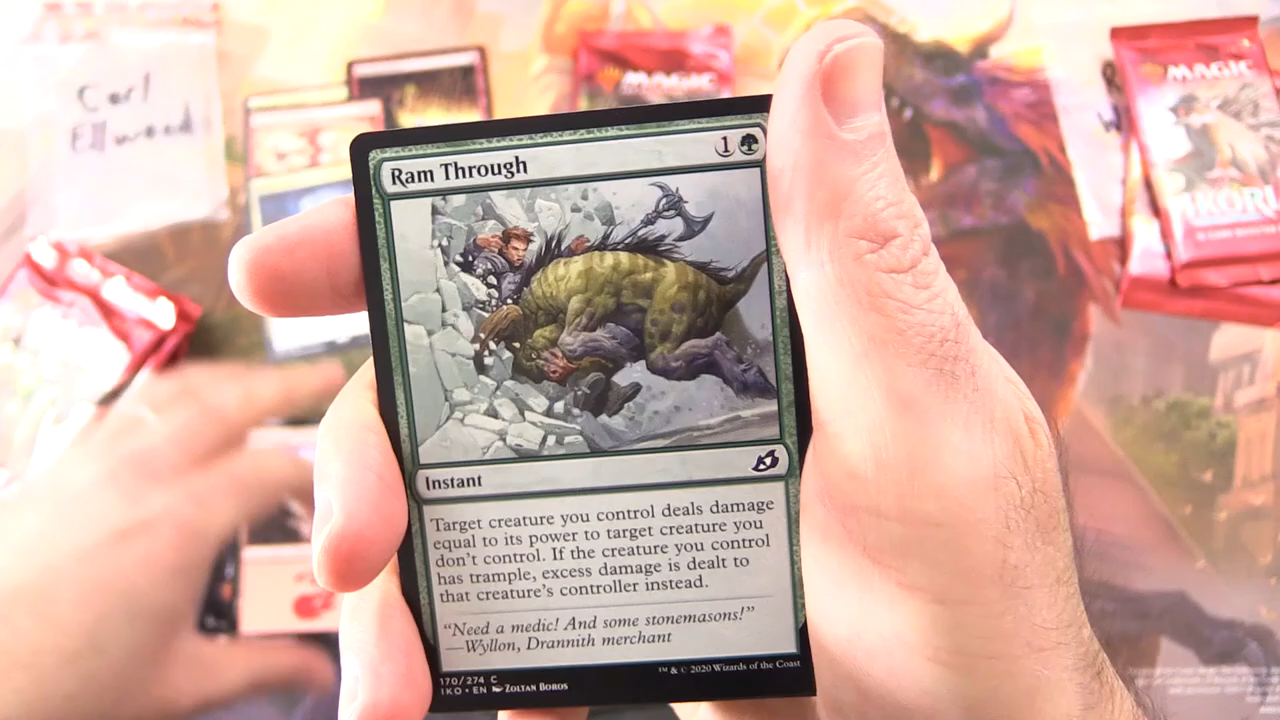 Carl
Ellwood
MAGIC
MAGIC
IKORI
Ram Through
1
Instant
Target creature you control deals damage
equal to its power to target creature you
don't control. If the creature you control
has trample, excess damage is dealt to
that creature's controller instead.
"Need a medic! And some stonemasons!"
—Wyllon, Drannith merchant
170/274 C
IKO • EN Zoltan Boros
™ & © 2020 Wizards of the Coast